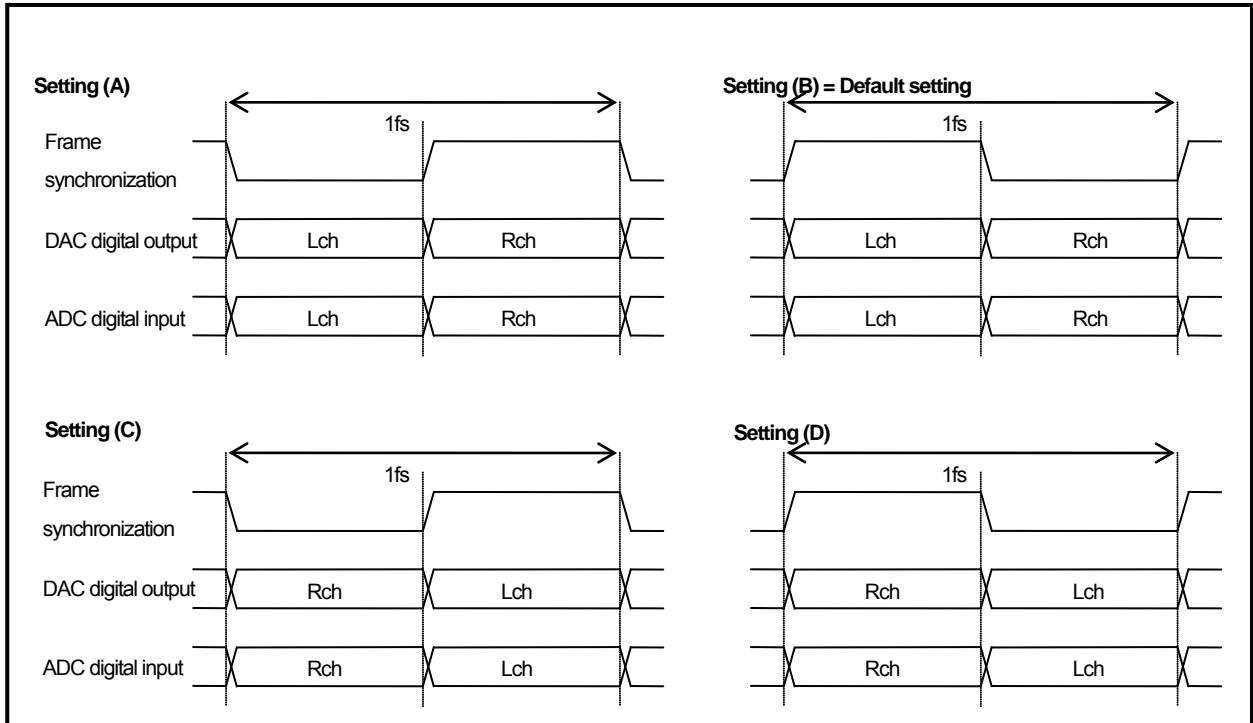 Setting (A)
1fs
Frame
synchronization
DAC digital output
Lch
Rch
ADC digital input
Lch
Rch
Setting (B) = Default setting
1fs
Lch
Rch
Lch
Rch
Setting (C)
1fs
Frame
synchronization
DAC digital output
Rch
Lch
ADC digital input
Rch
Lch
Setting (D)
1fs
Rch
Lch
Rch
Lch